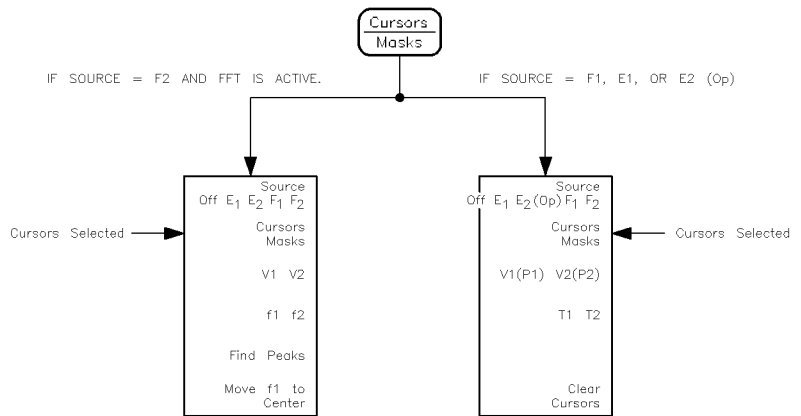 Cursors
Masks
IF SOURCE = F2 AND FFT IS ACTIVE.
IF SOURCE = F1, E1, OR E2 (Op)
Source
Off E1 E2 F1 F2
Cursors
Masks
Cursors Selected
V1 V2
f1 f2
Find Peaks
Move f1 to
Center
Source
Off E1 E2(Op) F1 F2
Cursors
Masks
Cursors Selected
V1(P1) V2(P2)
T1 T2
Clear
Cursors